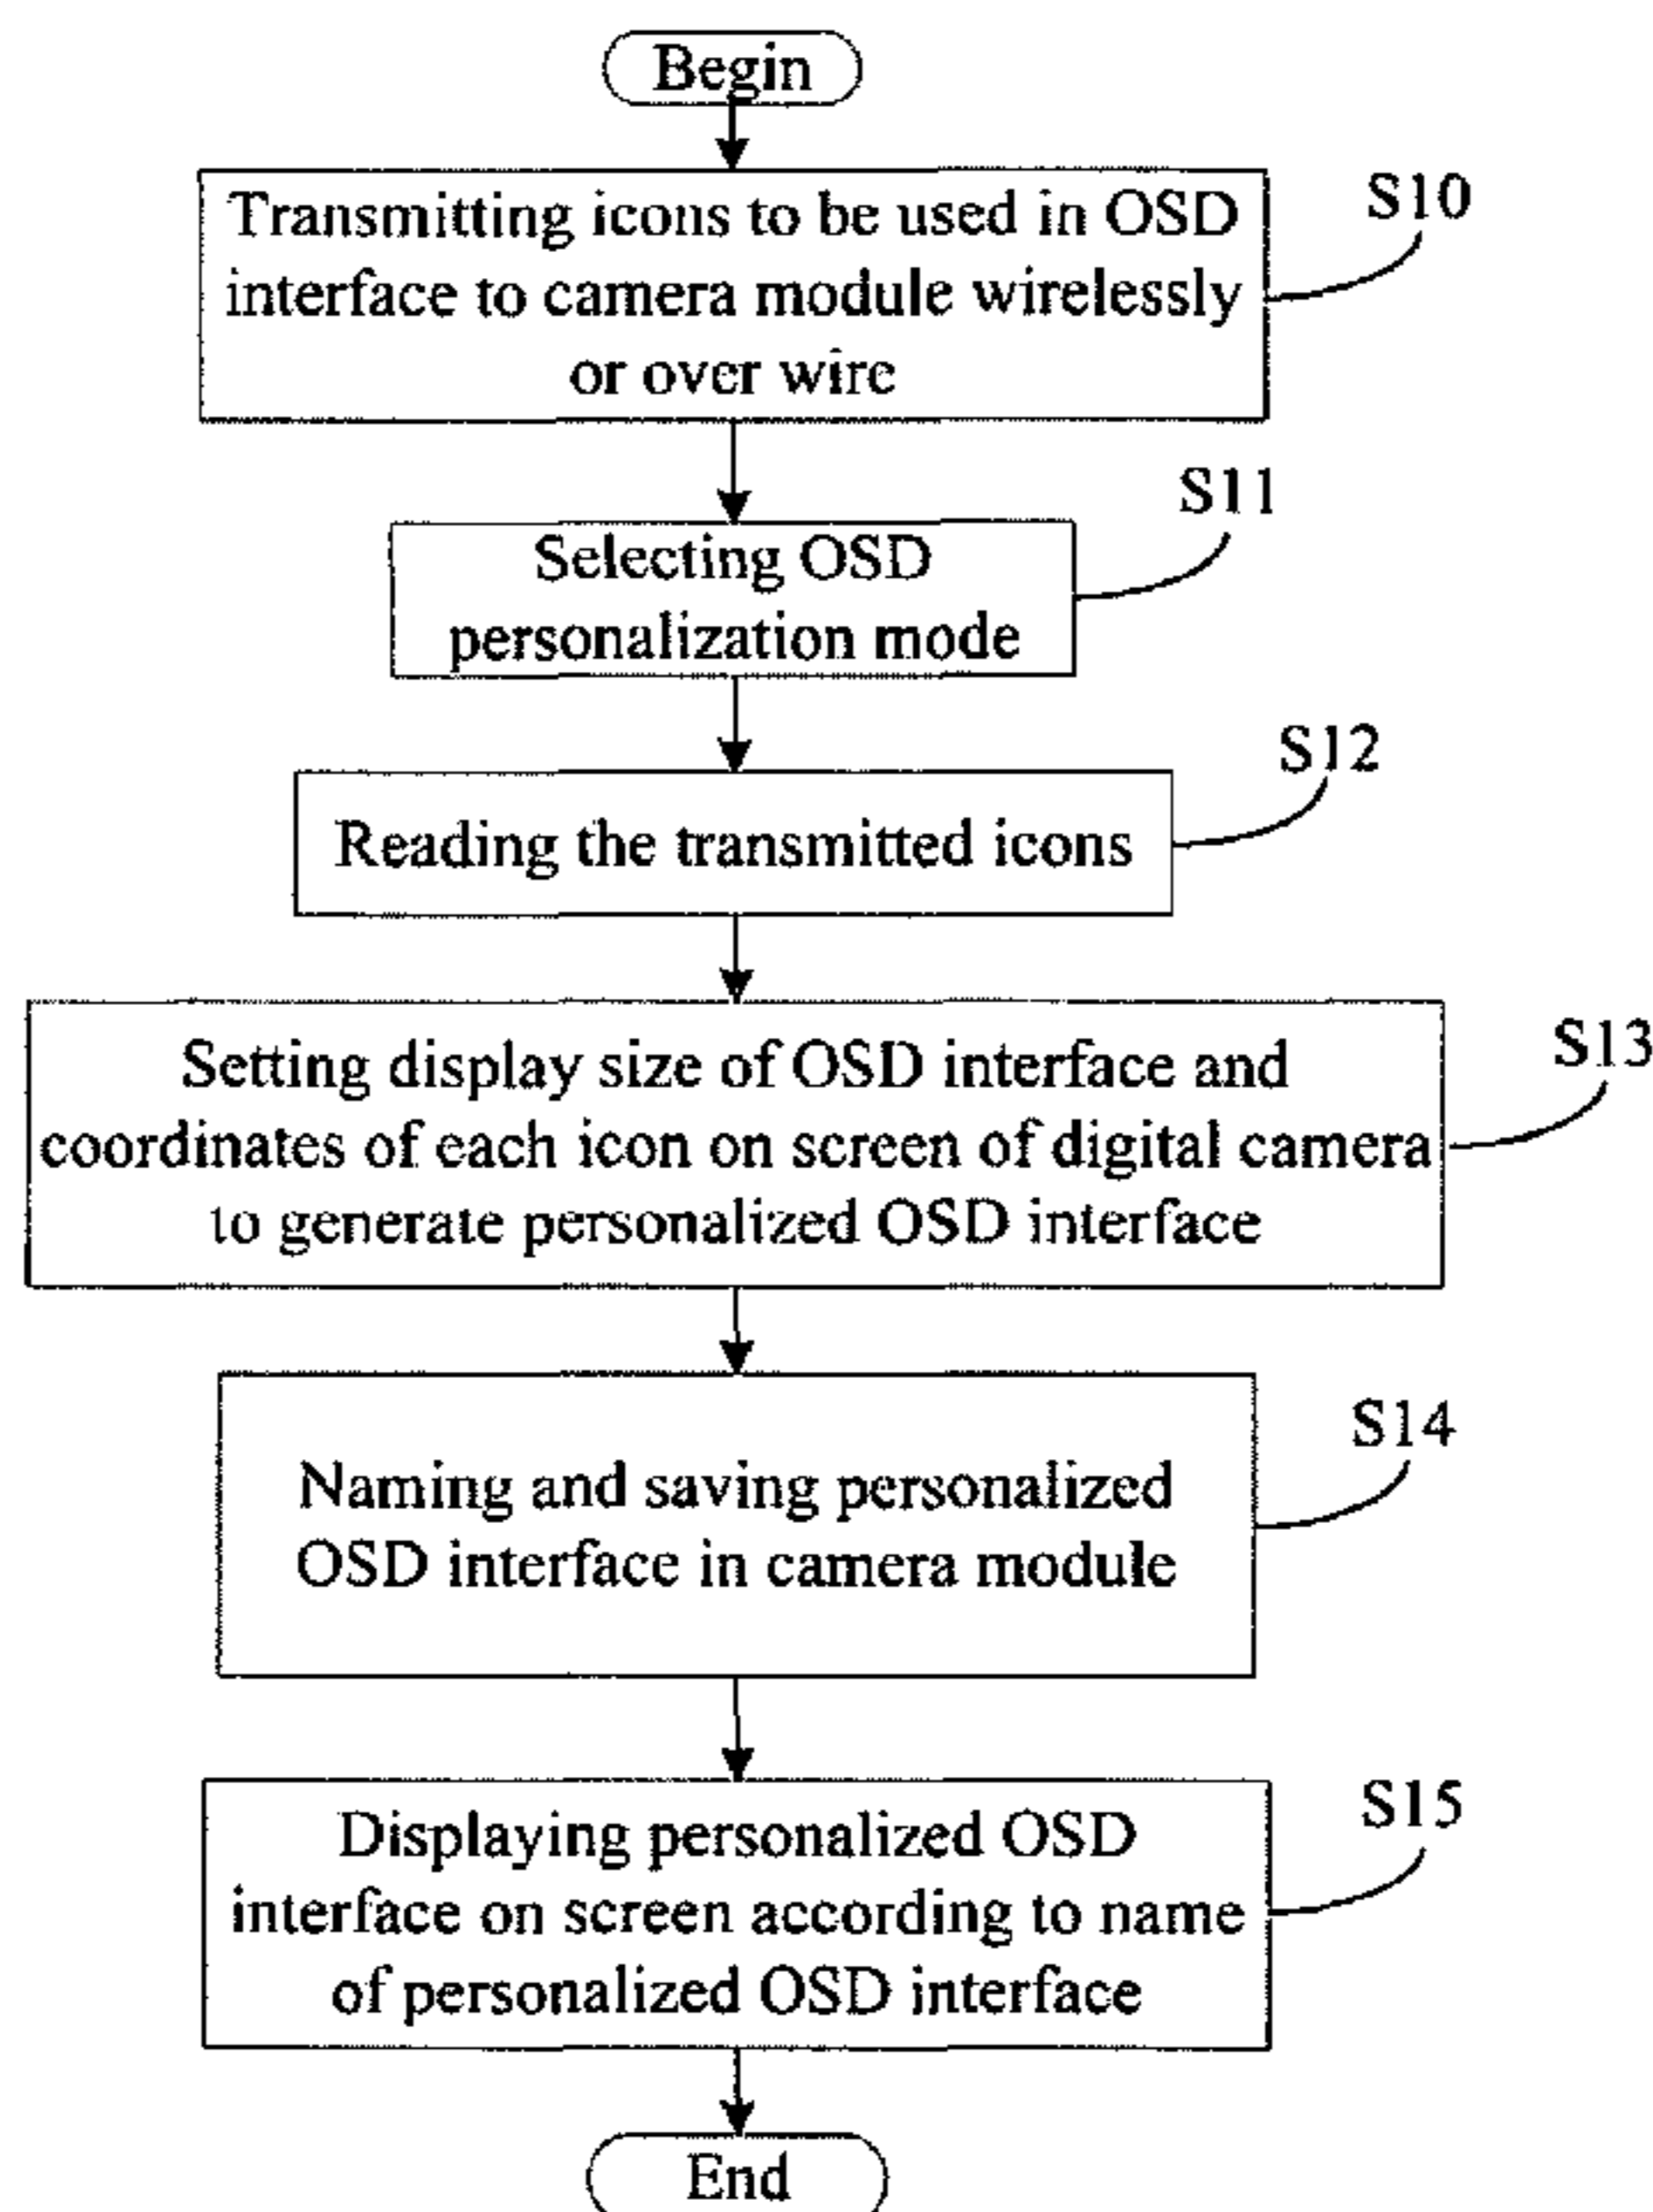 Begin
Transmitting icons to be used in OSD
interface to camera module wirelessly
or over wire
S10
S11
Selecting OSD
personalization mode
S12
Reading the transmitted icons
S13
Setting display size of OSD interface and
coordinates of each icon on screen of digital camera
to generate personalized OSD interface
S14
Naming and saving personalized
OSD interface in camera module
S15
Displaying personalized OSD
interface on screen according to name
of personalized OSD interface
End